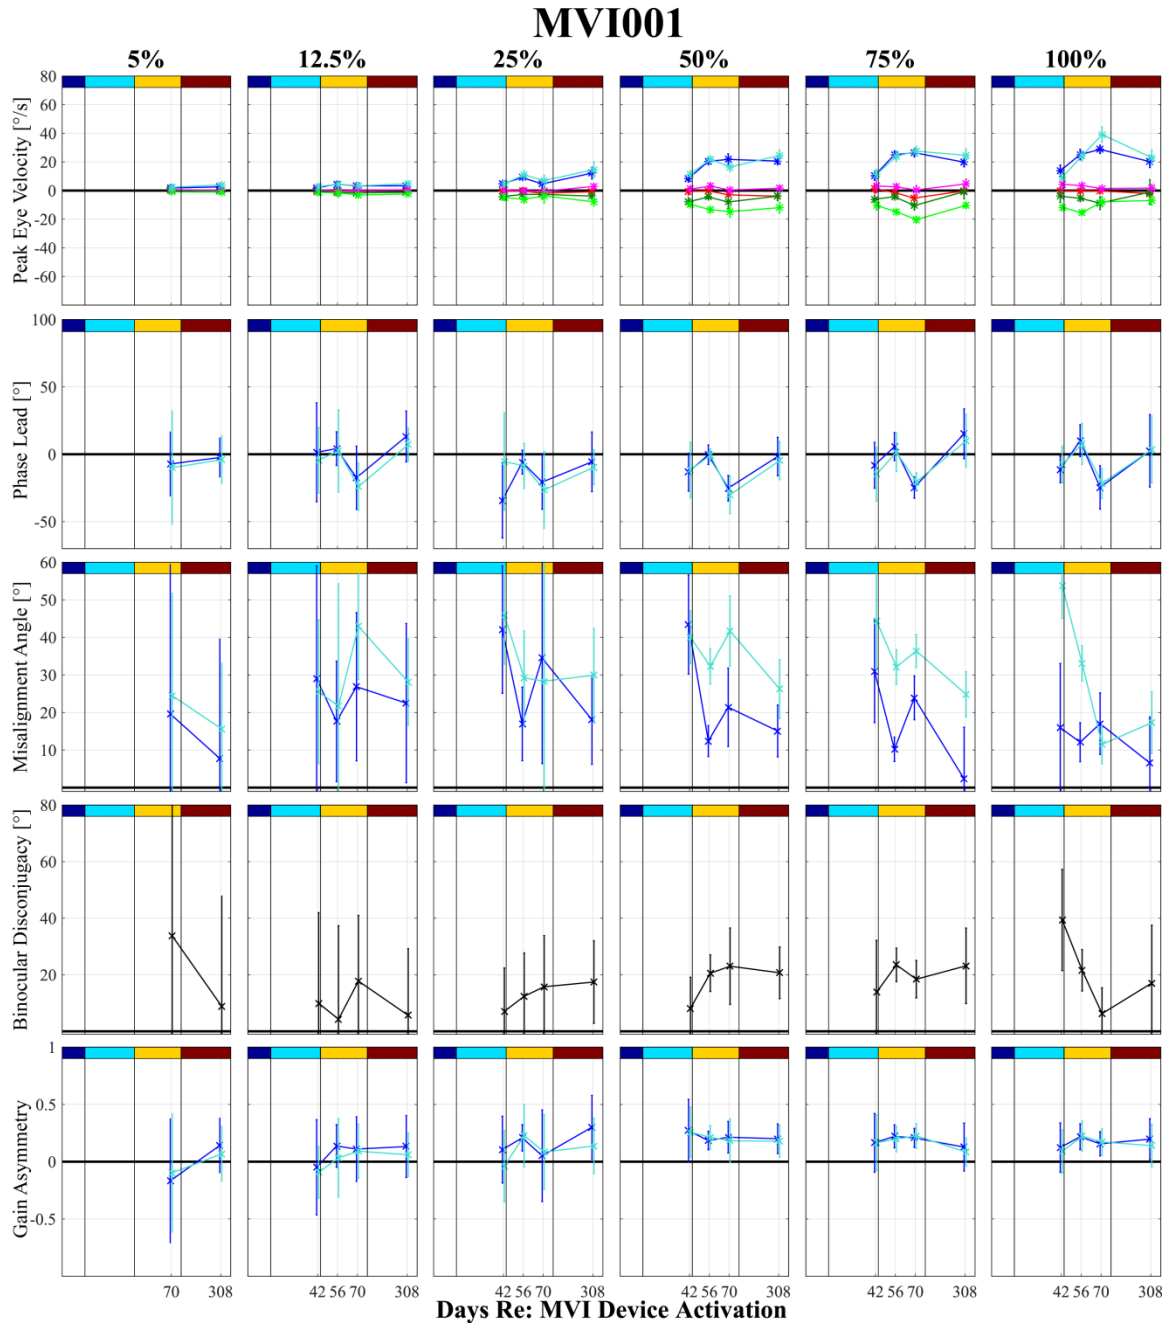 MVI001
5% 12.5% 25% 50% 75% 100%
Peak Eye Velocity [°/s]
80
60
40
20
0
-20
-40
-60
Phase Lead [°]
100
50
0
-50
Misalignment Angle [°]
60
50
40
30
20
10
Binocular Disconjugacy [°]
80
60
40
20
Gain Asymmetry
1
0.5
0
-0.5
70 308 42 56 70 308 42 56 70 308 42 56 70 308 42 56 70 308 42 56 70 308
Days Re: MVI Device Activation